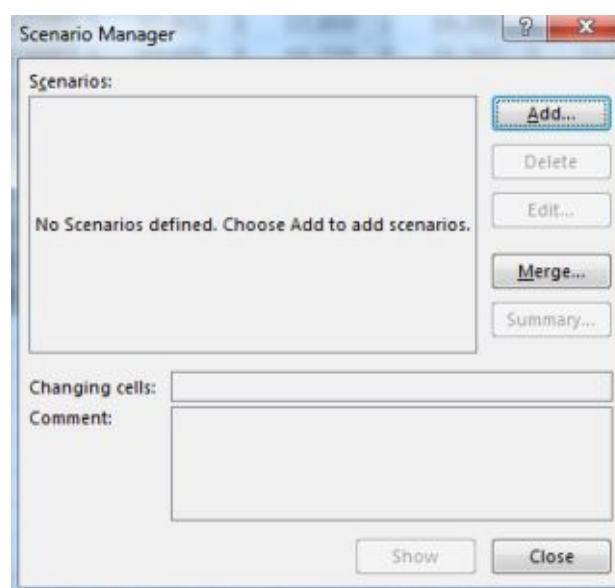 Scenario Manager
?
Scenarios:
Add...
Delete
No Scenarios defined. Choose Add to add scenarios.
Edit...
Merge...
Summary...
Changing cells:
Comment:
Show
Close